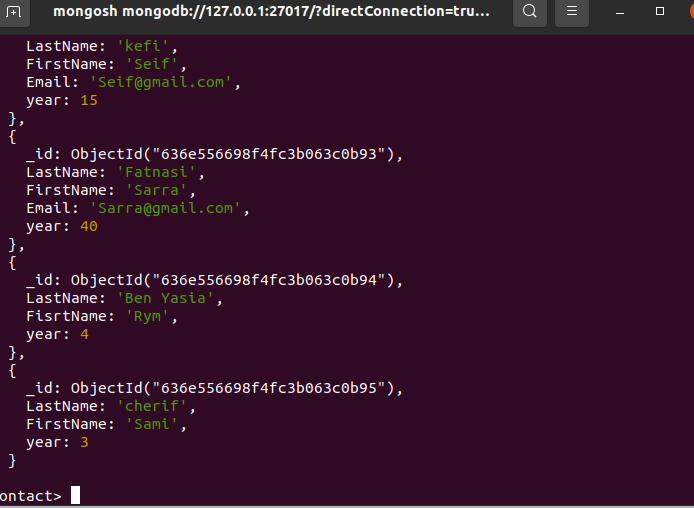 mongosh mongodb://127.0.0.1:27017/?directConnection=tru...
LastName: 'kefi',
FirstName: 'Seif',
Email: 'Seif@gmail.com',
year: 15
},
{
_id: ObjectId("636e556698f4fc3b063c0b93"),
LastName: 'Fatnasi',
FirstName: 'Sarra',
Email: 'Sarra@gmail.com',
year: 40
},
{
_id: ObjectId("636e556698f4fc3b063c0b94"),
LastName: 'Ben Yasia',
FisrtName: 'Rym',
year: 4
},
{
_id: ObjectId("636e556698f4fc3b063c0b95"),
LastName: 'cherif',
FirstName: 'Sami',
year: 3
}
ontact>